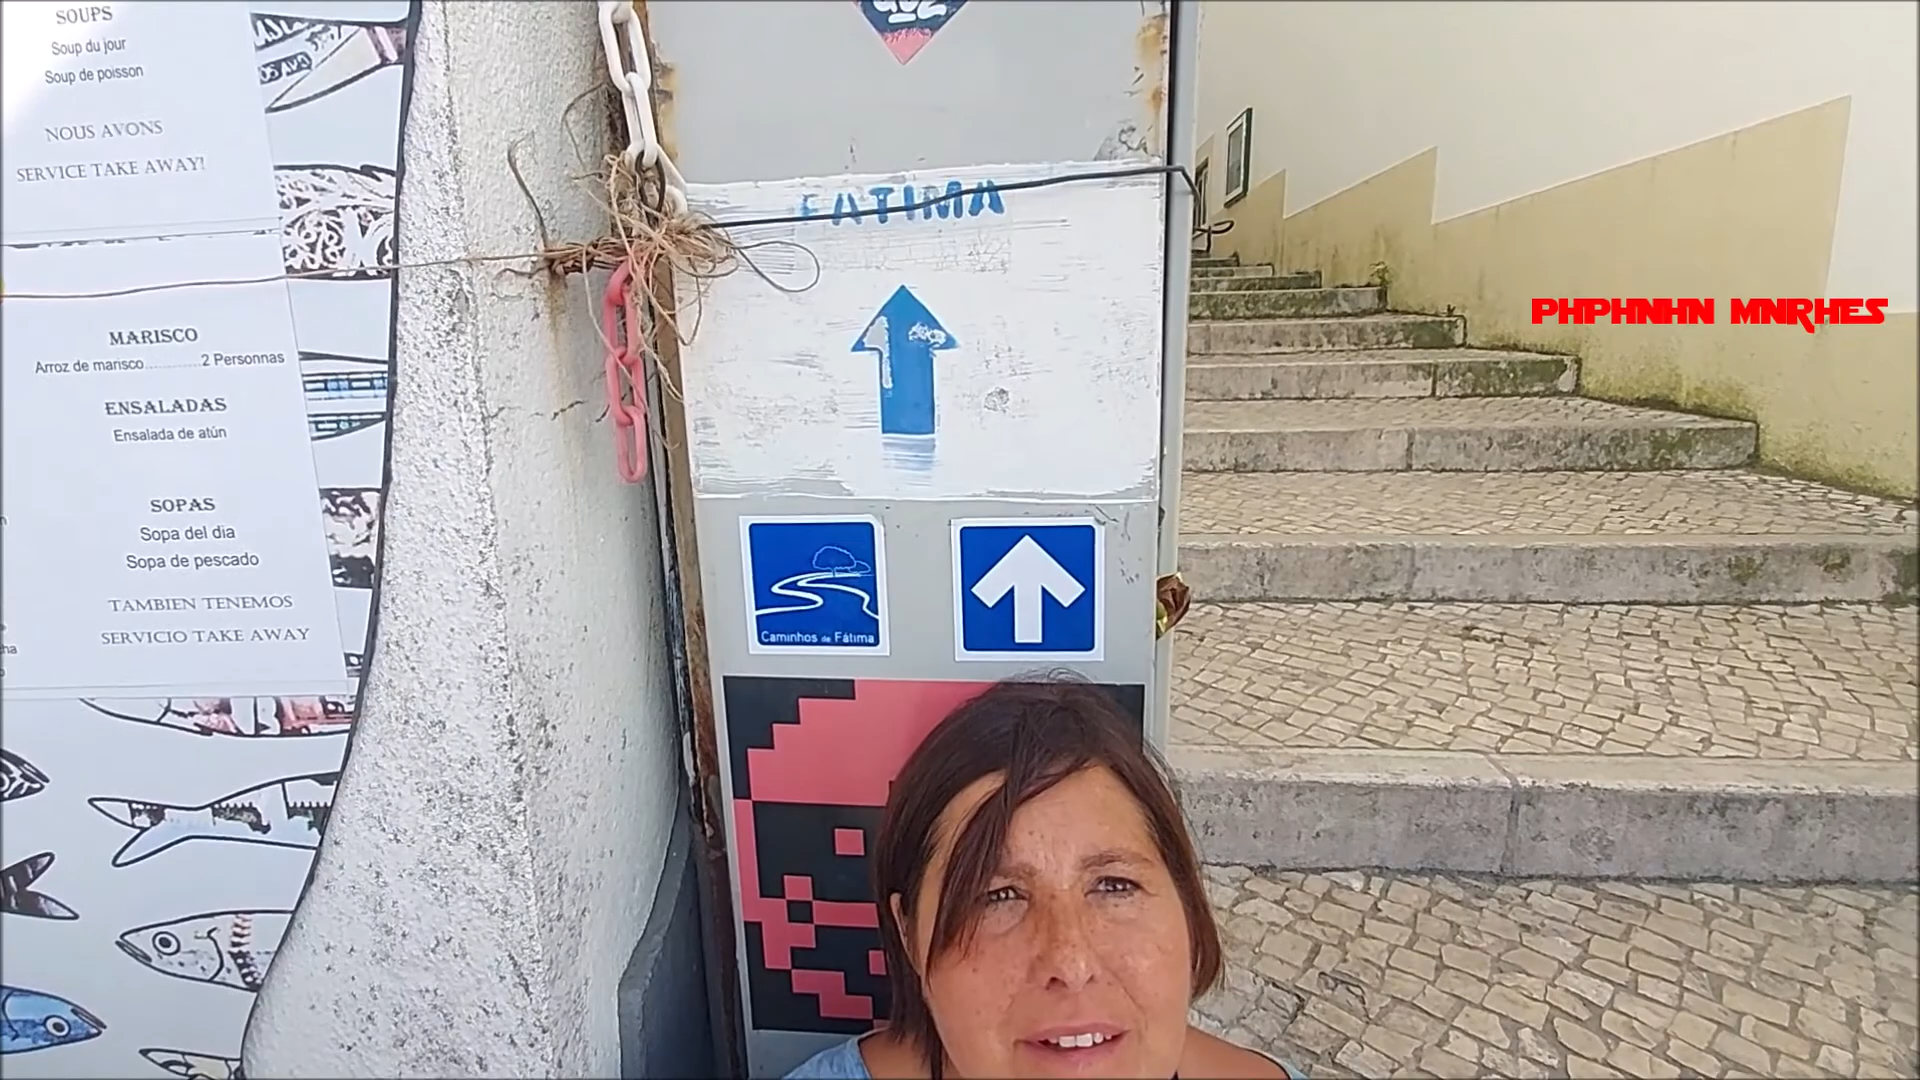 SOUPS
Soup du jour
Soup de poisson
NOUS AVONS
SERVICE TAKE AWAY!
MARISCO
Arroz de marisco............2 Personnas
ENSALADAS
Ensalada de atún
SOPAS
Sopa del dia
Sopa de pescado
TAMBIEN TENEMOS
SERVICIO TAKE AWAY
FATIMA
Caminhos de Fátima
PHPHNHN MNRHES